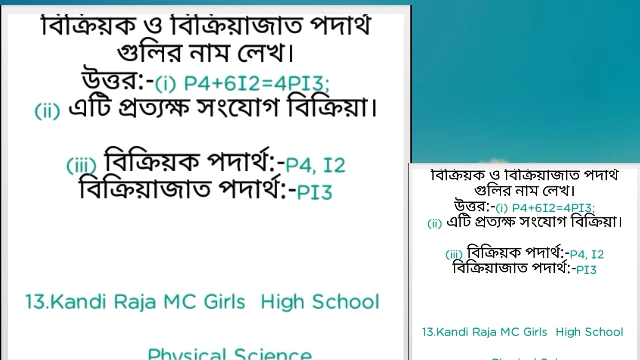 বিক্রিয়ক ও বিক্রিয়াজাত পদার্থ
গুলির নাম লেখ।
উত্তর:-(i) P4+6I2=4PI3;
(ii) এটি প্রত্যক্ষ সংযোগ বিক্রিয়া।
(iii) বিক্রিয়ক পদার্থ:-P4, I2
বিক্রিয়াজাত পদার্থ:-PI3
13.Kandi Raja MC Girls High School
Physical Science
বিক্রিয়ক ও বিক্রিয়াজাত পদার্থ
গুলির নাম লেখ।
উত্তর:-(i) P4+6I2=4PI3;
(ii) এটি প্রত্যক্ষ সংযোগ বিক্রিয়া।
(iii) বিক্রিয়ক পদার্থ:-P4, I2
বিক্রিয়াজাত পদার্থ:-PI3
13.Kandi Raja MC Girls High School